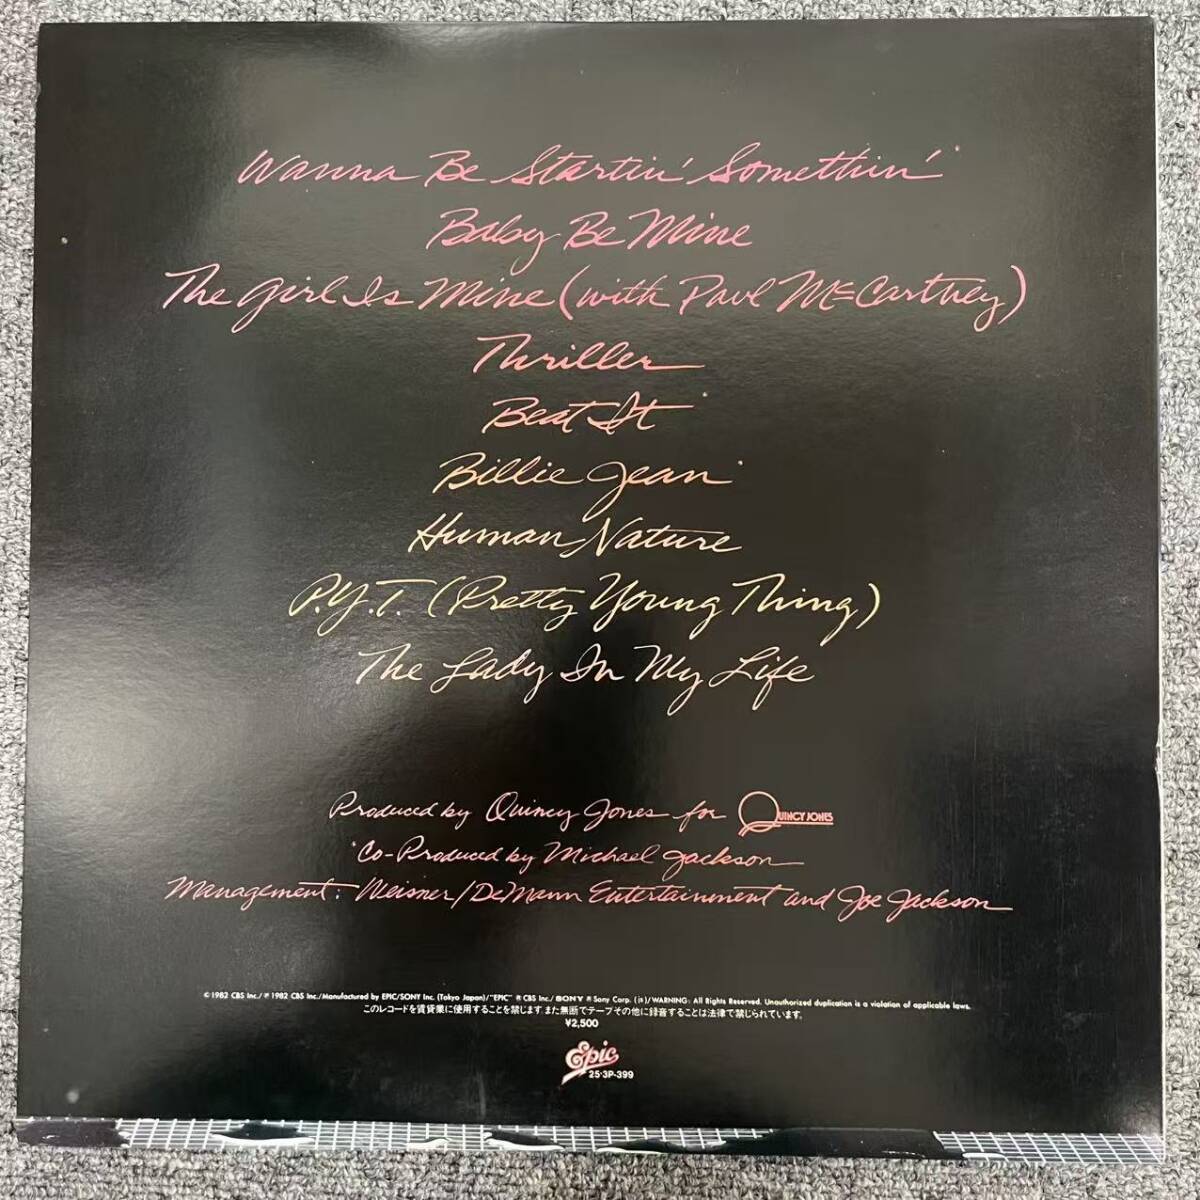 Wanna Be Startin' Somethin'*
Baby Be Mine
The Girl Is Mine (with Paul McCartney)
Thriller
Beat It*
Billie Jean*
Human Nature
P.Y.T. (Pretty Young Thing)
The Lady In My Life
Produced by Quincy Jones for QUINCY JONES
*Co-Produced by Michael Jackson
Management: Weisner/DeMann Entertainment and Joe Jackson
© 1982 CBS Inc./℗ 1982 CBS Inc./Manufactured by EPIC/SONY Inc. (Tokyo Japan)/"EPIC" ® CBS Inc./SONY ® Sony Corp. (jt)/WARNING: All Rights Reserved. Unauthorized duplication is a violation of applicable laws.
このレコードを賃貸業に使用することを禁じます。また無断でテープその他に録音することは法律で禁じられています。
¥2,500
Epic
25·3P-399